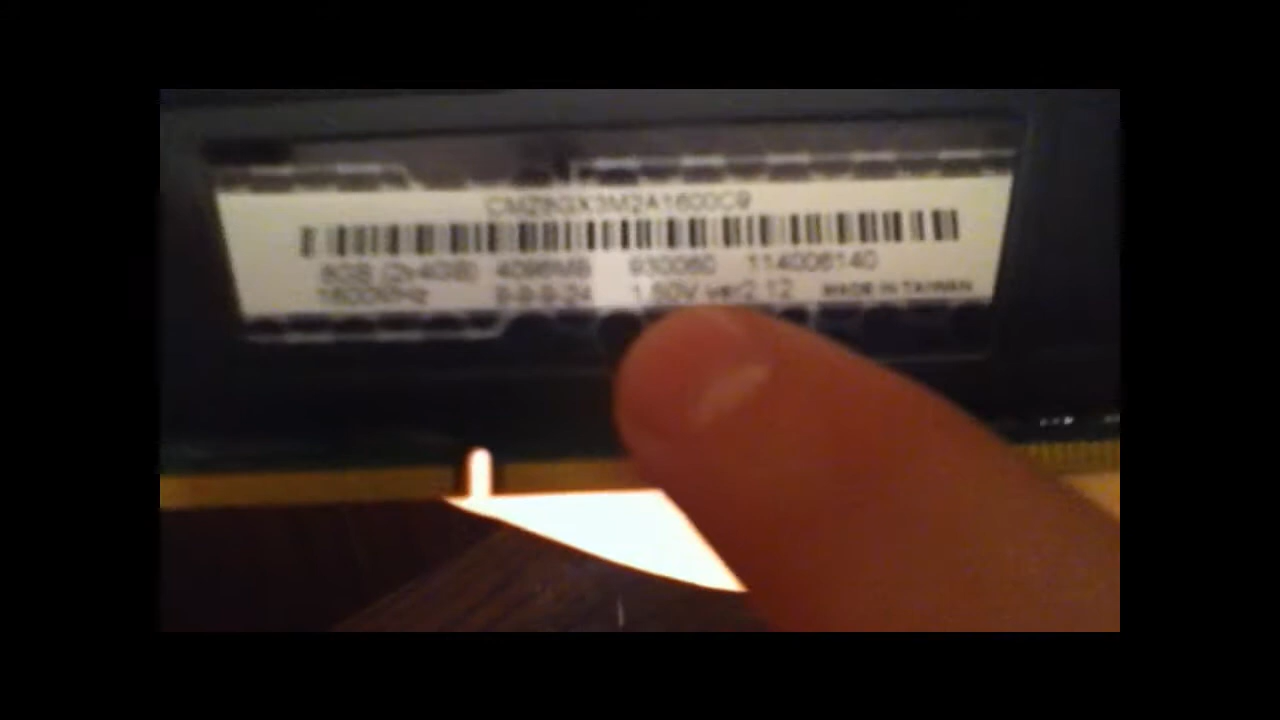 CMZ8GX3M2A1600C9
8GB (2x4GB) 4096MB 930060 114006140
1600MHz 9-9-9-24 1.50V ver2.12 MADE IN TAIWAN